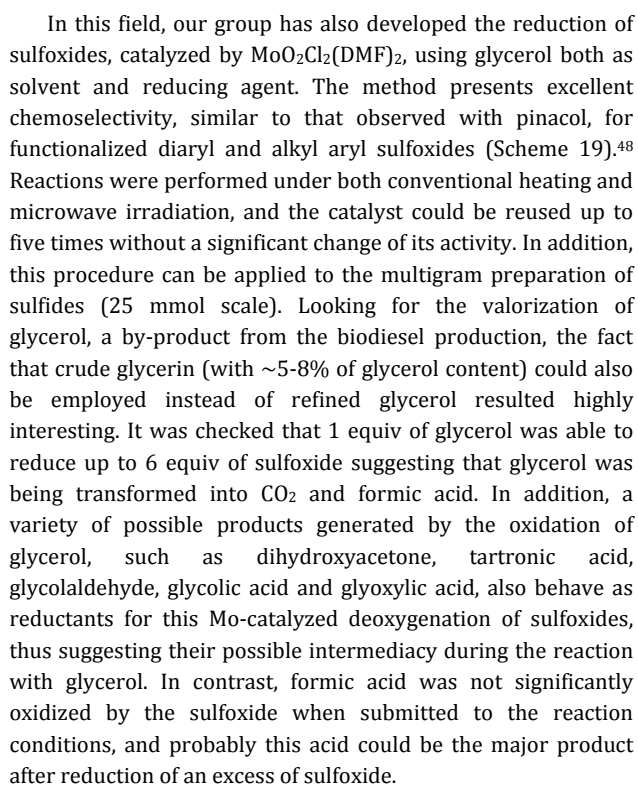 In this field, our group has also developed the reduction of
sulfoxides, catalyzed by MoO₂Cl₂(DMF)₂, using glycerol both as
solvent and reducing agent. The method presents excellent
chemoselectivity, similar to that observed with pinacol, for
functionalized diaryl and alkyl aryl sulfoxides (Scheme 19).⁴⁸
Reactions were performed under both conventional heating and
microwave irradiation, and the catalyst could be reused up to
five times without a significant change of its activity. In addition,
this procedure can be applied to the multigram preparation of
sulfides (25 mmol scale). Looking for the valorization of
glycerol, a by-product from the biodiesel production, the fact
that crude glycerin (with ~5-8% of glycerol content) could also
be employed instead of refined glycerol resulted highly
interesting. It was checked that 1 equiv of glycerol was able to
reduce up to 6 equiv of sulfoxide suggesting that glycerol was
being transformed into CO₂ and formic acid. In addition, a
variety of possible products generated by the oxidation of
glycerol, such as dihydroxyacetone, tartronic acid,
glycolaldehyde, glycolic acid and glyoxylic acid, also behave as
reductants for this Mo-catalyzed deoxygenation of sulfoxides,
thus suggesting their possible intermediacy during the reaction
with glycerol. In contrast, formic acid was not significantly
oxidized by the sulfoxide when submitted to the reaction
conditions, and probably this acid could be the major product
after reduction of an excess of sulfoxide.